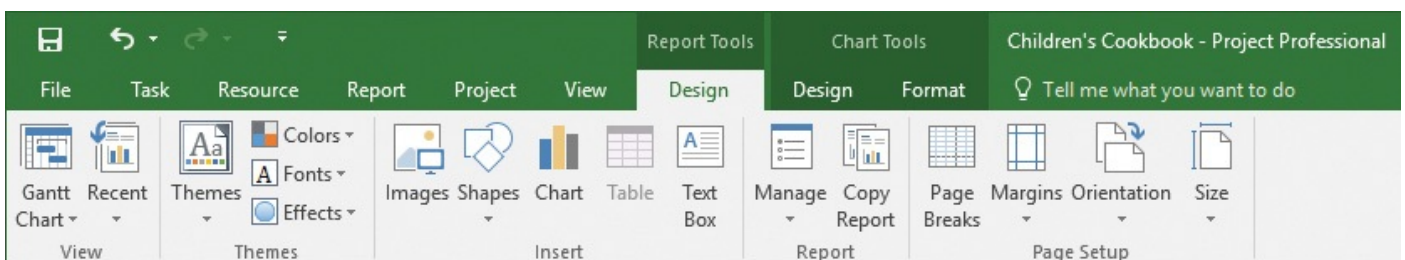 Report Tools Chart Tools Children's Cookbook - Project Professional
File Task Resource Report Project View Design Design Format Tell me what you want to do
Aa Colors
A Fonts A
Gantt Recent Themes Images Shapes Chart Table Text Manage Copy Page Margins Orientation Size
Chart Effects Box Report Breaks
View Themes Insert Report Page Setup